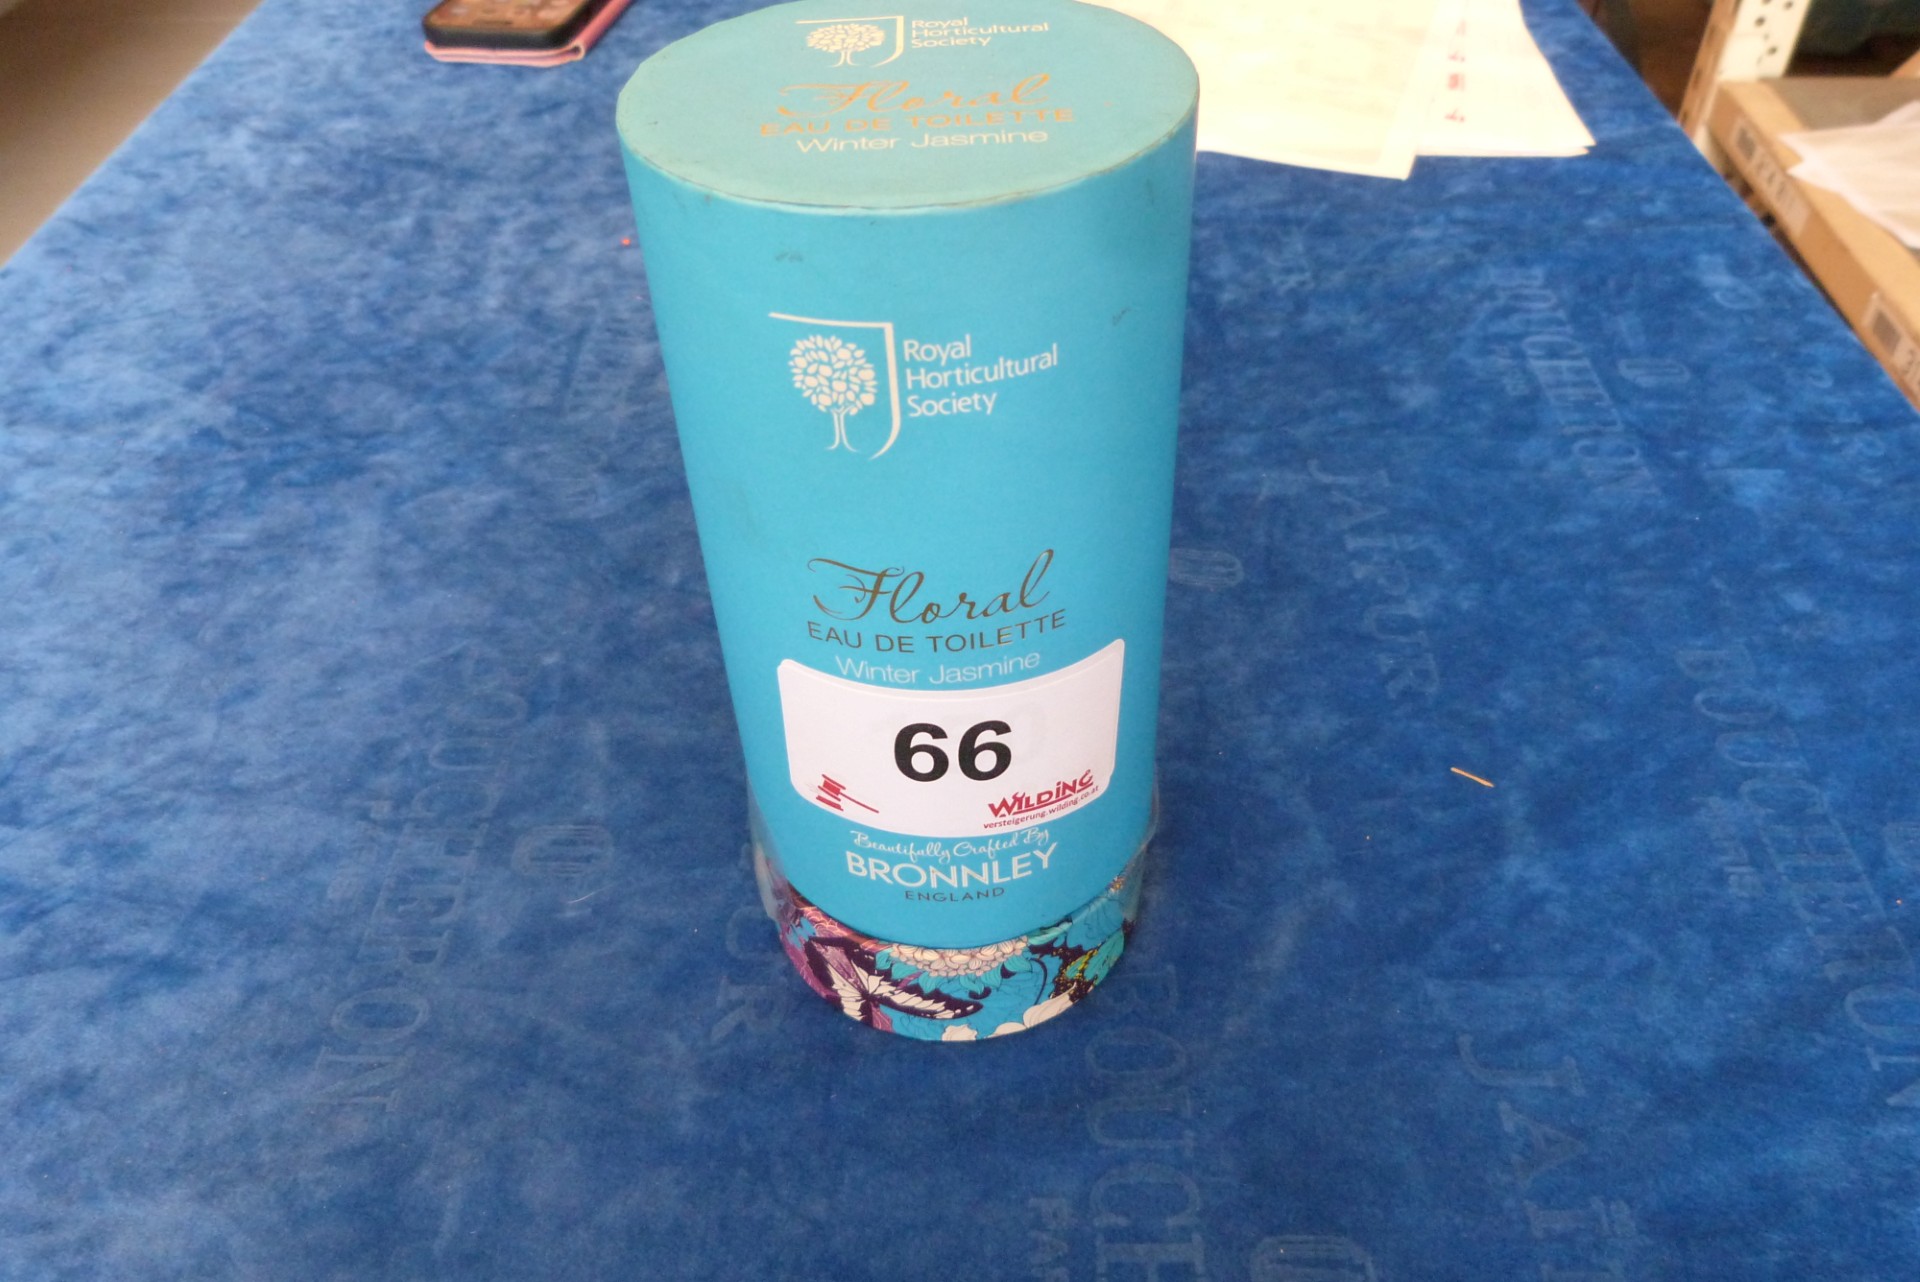 Royal
Horticultural
Society
Floral
EAU DE TOILETTE
Winter Jasmine
Royal
Horticultural
Society
Floral
EAU DE TOILETTE
Winter Jasmine
66
WILDING
versteigerung.wilding.co.at
Beautifully Crafted By
BRONNLEY
ENGLAND